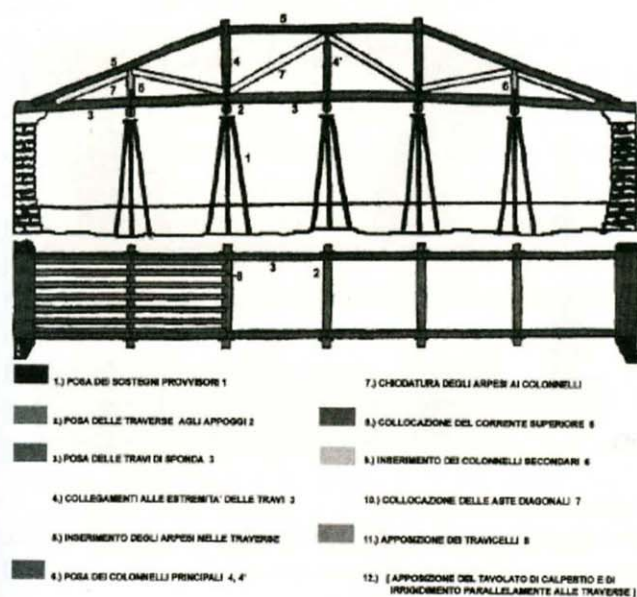 5
5
4
7
4'
7
6
6
3
2
3
1
8
3
2
1.) POSA DEI SOSTEGNI PROVVISORI 1
2.) POSA DELLE TRAVERSE AGLI APPOGGI 2
3.) POSA DELLE TRAVI DI SPONDA 3
4.) COLLEGAMENTI ALLE ESTREMITA' DELLE TRAVI 3
5.) INSERIMENTO DEGLI ARPESI NELLE TRAVERSE
6.) POSA DEI COLONNELLI PRINCIPALI 4, 4'
7.) CHIODATURA DEGLI ARPESI AI COLONNELLI
8.) COLLOCAZIONE DEL CORRENTE SUPERIORE 5
9.) INSERIMENTO DEI COLONNELLI SECONDARI 6
10.) COLLOCAZIONE DELLE ASTE DIAGONALI 7
11.) APPOSIZIONE DEI TRAVICELLI 8
12.) [ APPOSIZIONE DEL TAVOLATO DI CALPESTIO E DI
IRRIGIDIMENTO PARALLELAMENTE ALLE TRAVERSE ]